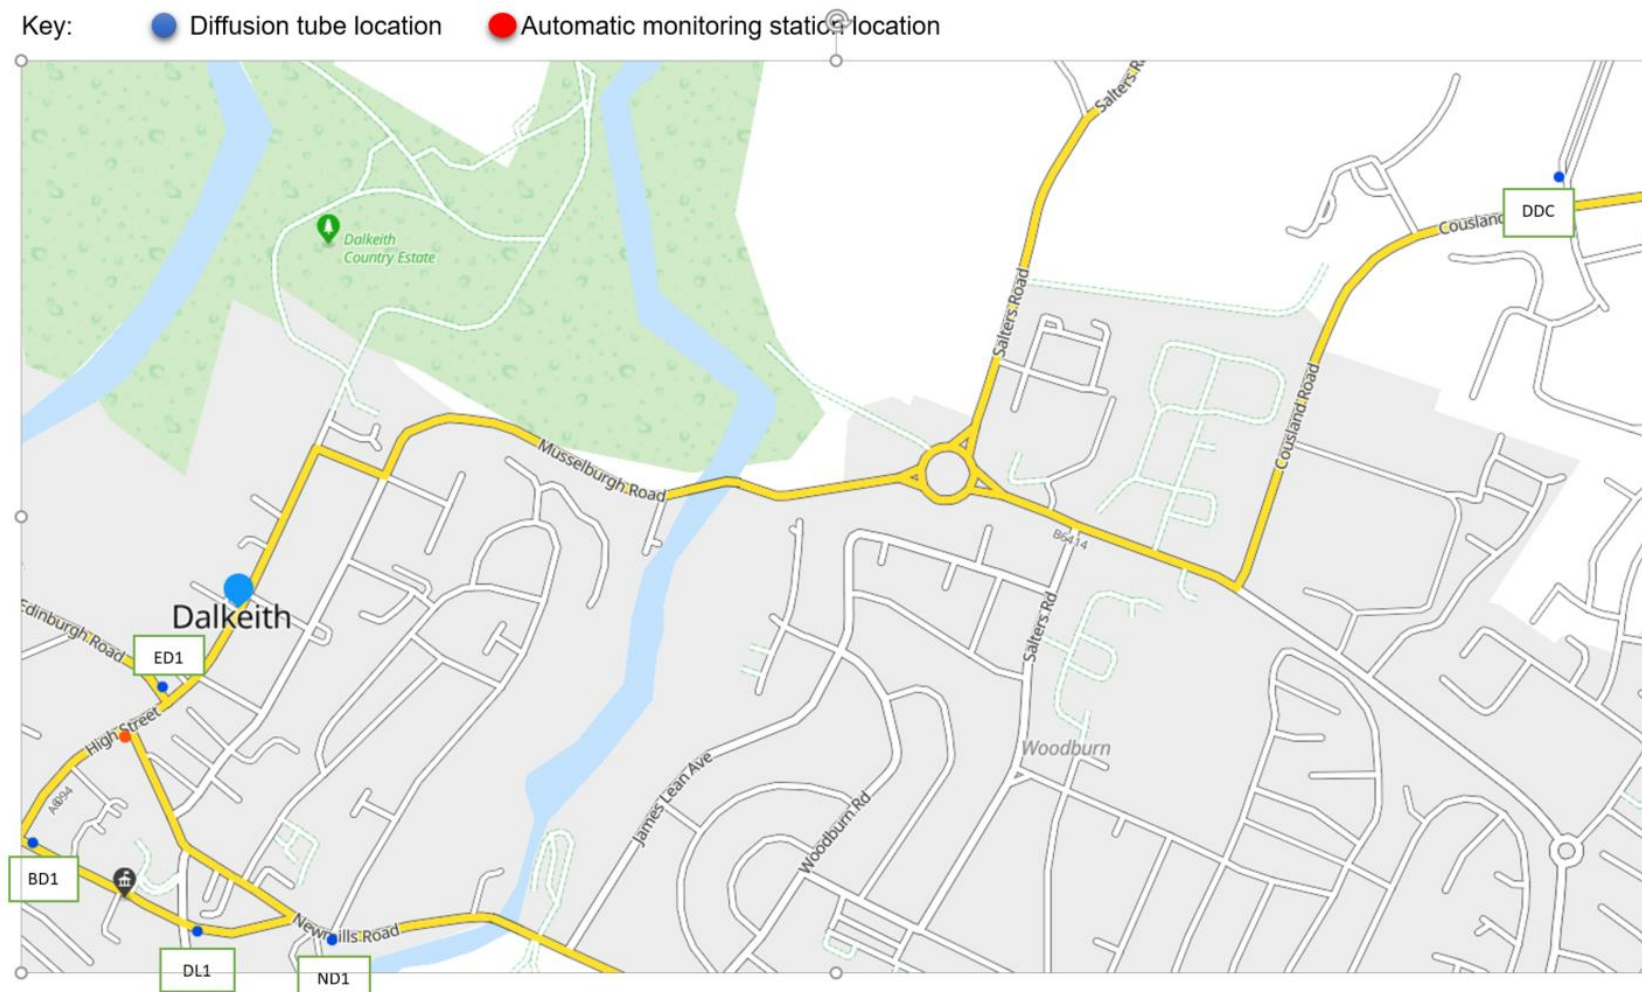 Key: Diffusion tube location Automatic monitoring station location
Salters R
DDC
Cousland
Dalkeith
Country Estate
Salters Road
Cousland Road
Musselburgh Road
B6414
Dalkeith
Edinburgh Road
ED1
Salters Rd
High Street
Woodburn
A6094
James Lean Ave
Woodburn Rd
BD1
Newmills Road
DL1
ND1